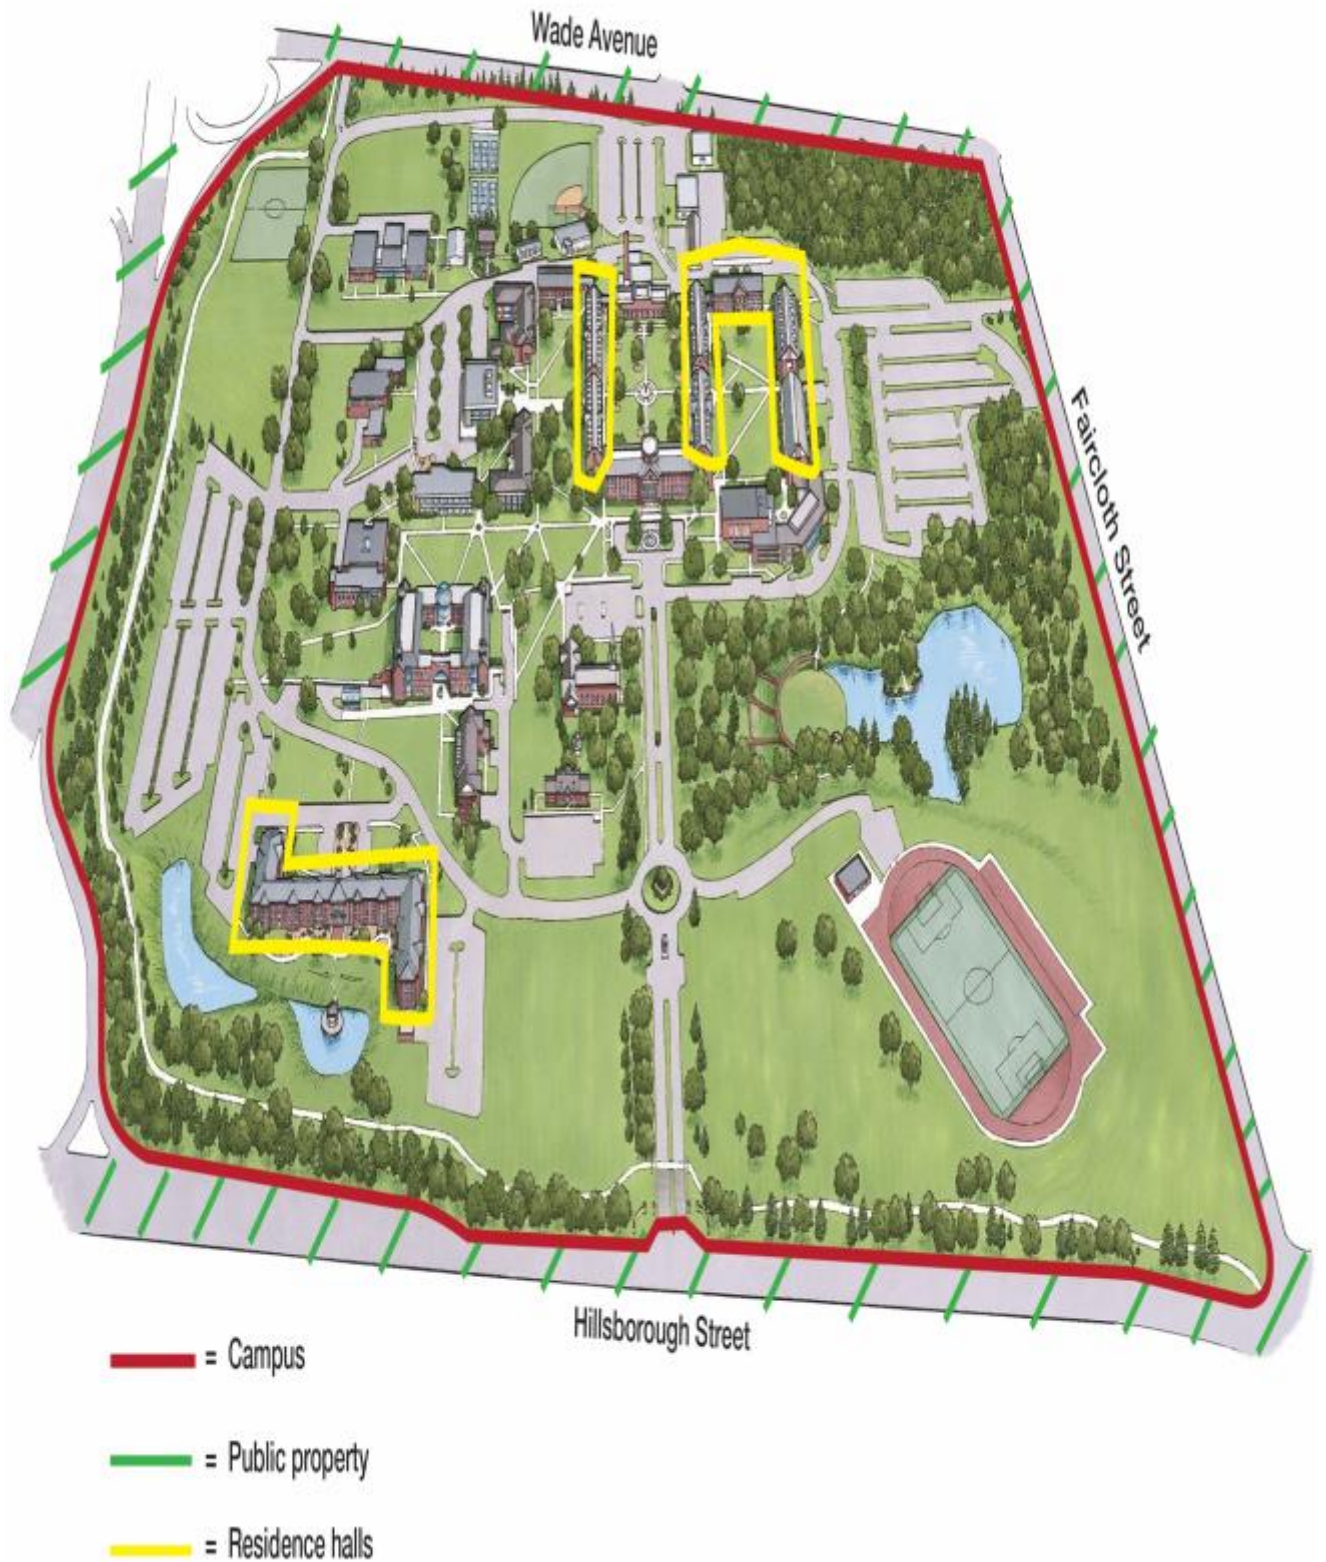 Wade Avenue
Faircloth Street
Hillsborough Street
= Campus
= Public property
= Residence halls